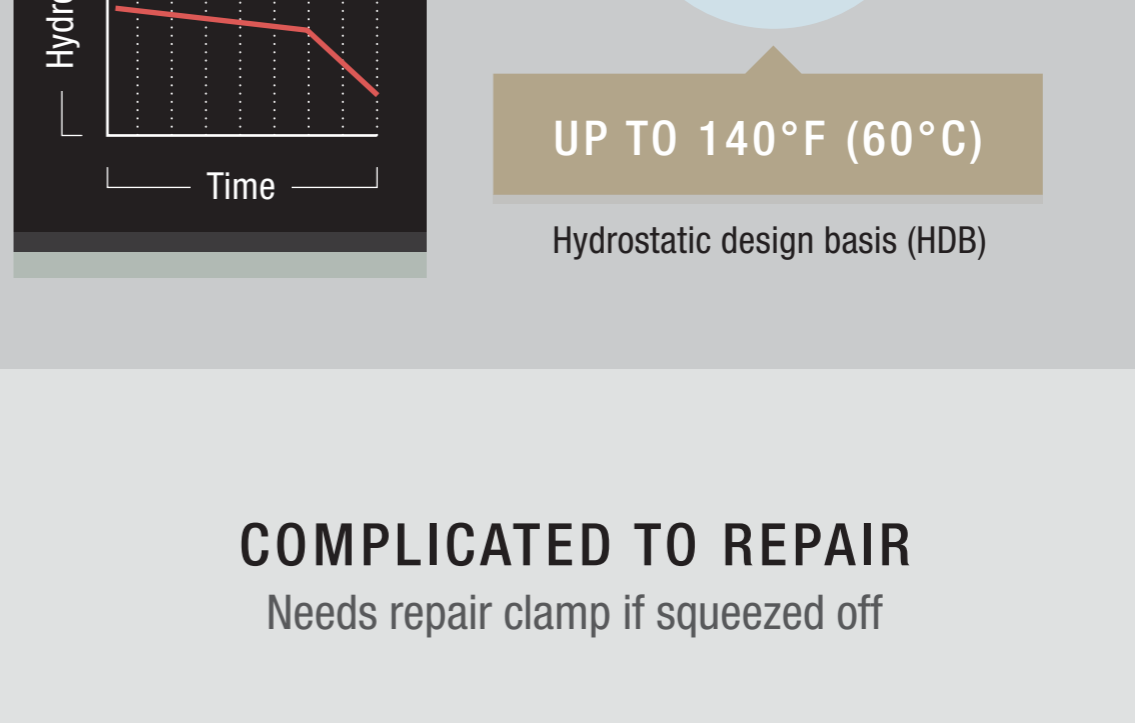 Time
UP TO 140°F (60°C)
Hydrostatic design basis (HDB)
COMPLICATED TO REPAIR
Needs repair clamp if squeezed off